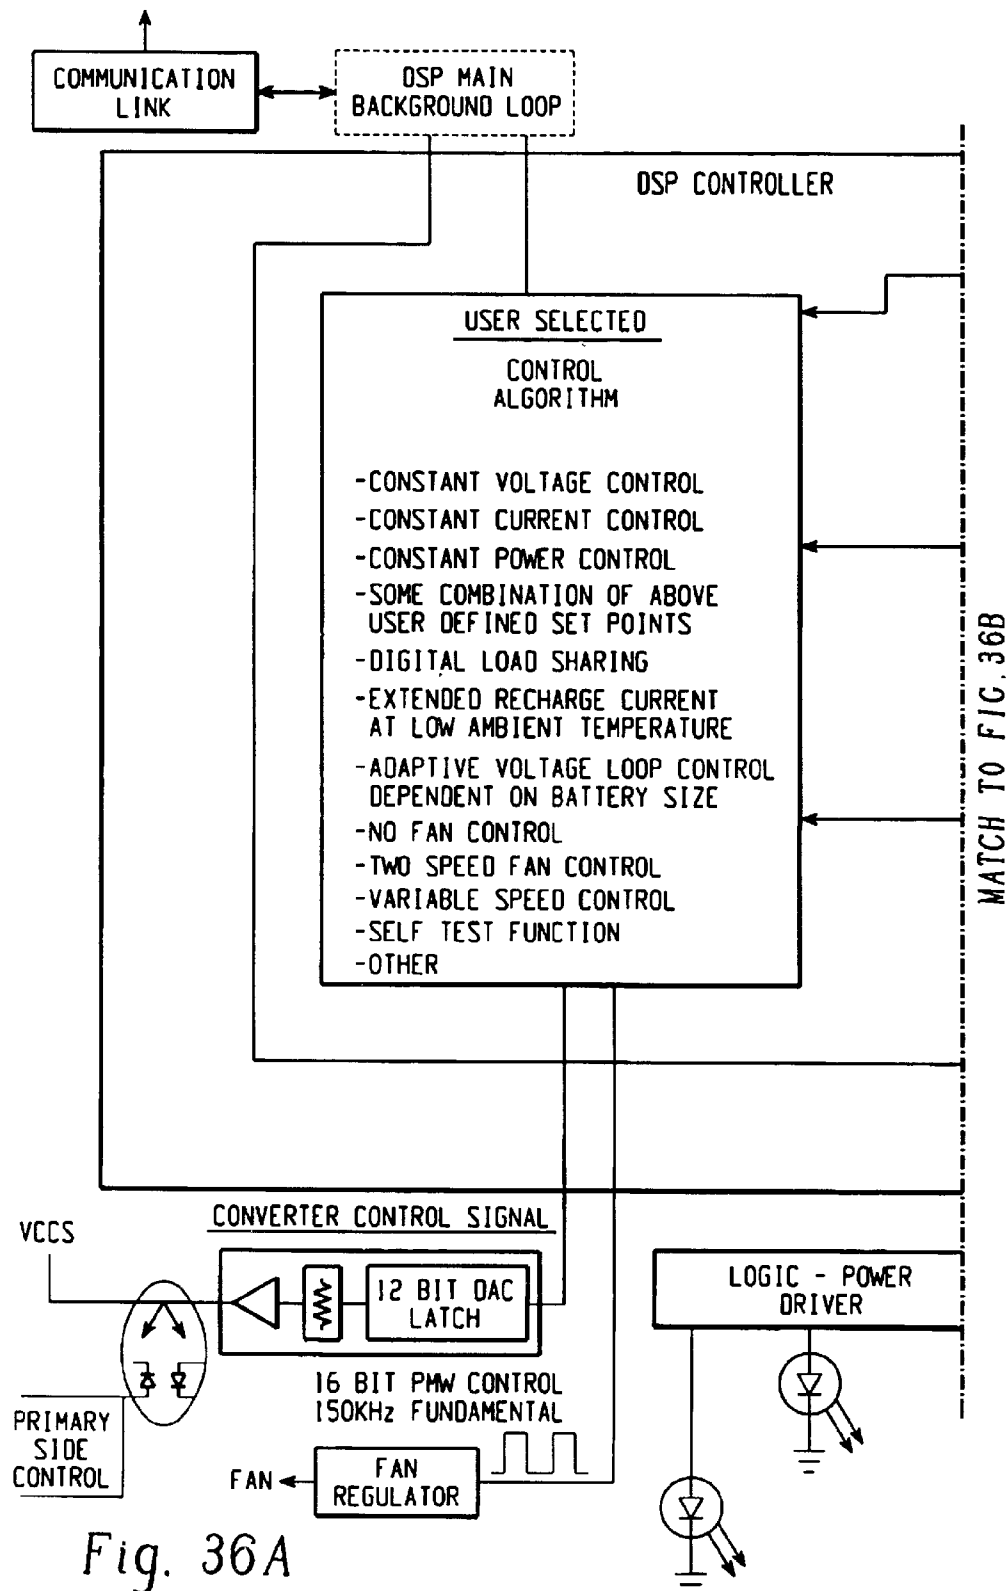 COMMUNICATION
LINK
DSP MAIN
BACKGROUND LOOP
DSP CONTROLLER
USER SELECTED
CONTROL
ALGORITHM
-CONSTANT VOLTAGE CONTROL
-CONSTANT CURRENT CONTROL
-CONSTANT POWER CONTROL
-SOME COMBINATION OF ABOVE
USER DEFINED SET POINTS
-DIGITAL LOAD SHARING
-EXTENDED RECHARGE CURRENT
AT LOW AMBIENT TEMPERATURE
-ADAPTIVE VOLTAGE LOOP CONTROL
DEPENDENT ON BATTERY SIZE
-NO FAN CONTROL
-TWO SPEED FAN CONTROL
-VARIABLE SPEED CONTROL
-SELF TEST FUNCTION
-OTHER
MATCH TO FIG. 36B
CONVERTER CONTROL SIGNAL
VCCS
12 BIT DAC
LATCH
LOGIC - POWER
DRIVER
16 BIT PMW CONTROL
150KHz FUNDAMENTAL
PRIMARY
SIDE
CONTROL
FAN
FAN
REGULATOR
Fig. 36A